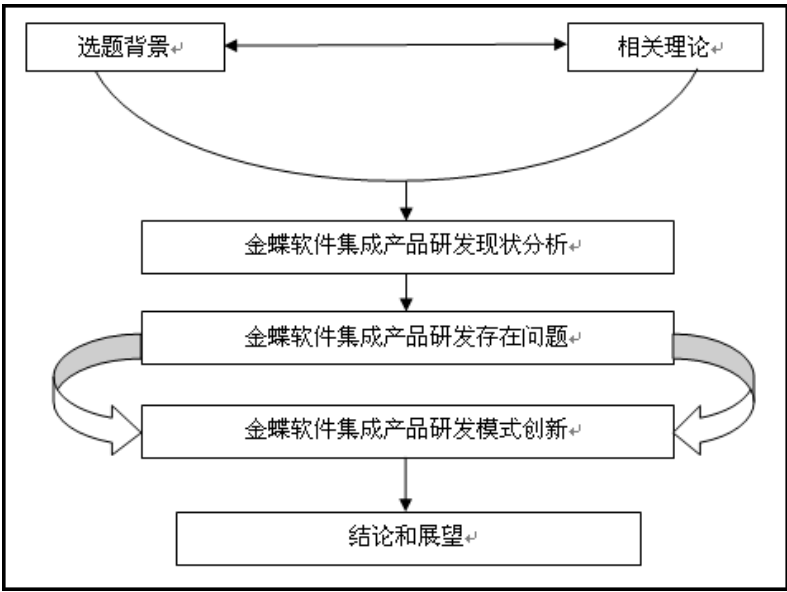 选题背景
相关理论
金蝶软件集成产品研发现状分析
金蝶软件集成产品研发存在问题
金蝶软件集成产品研发模式创新
结论和展望